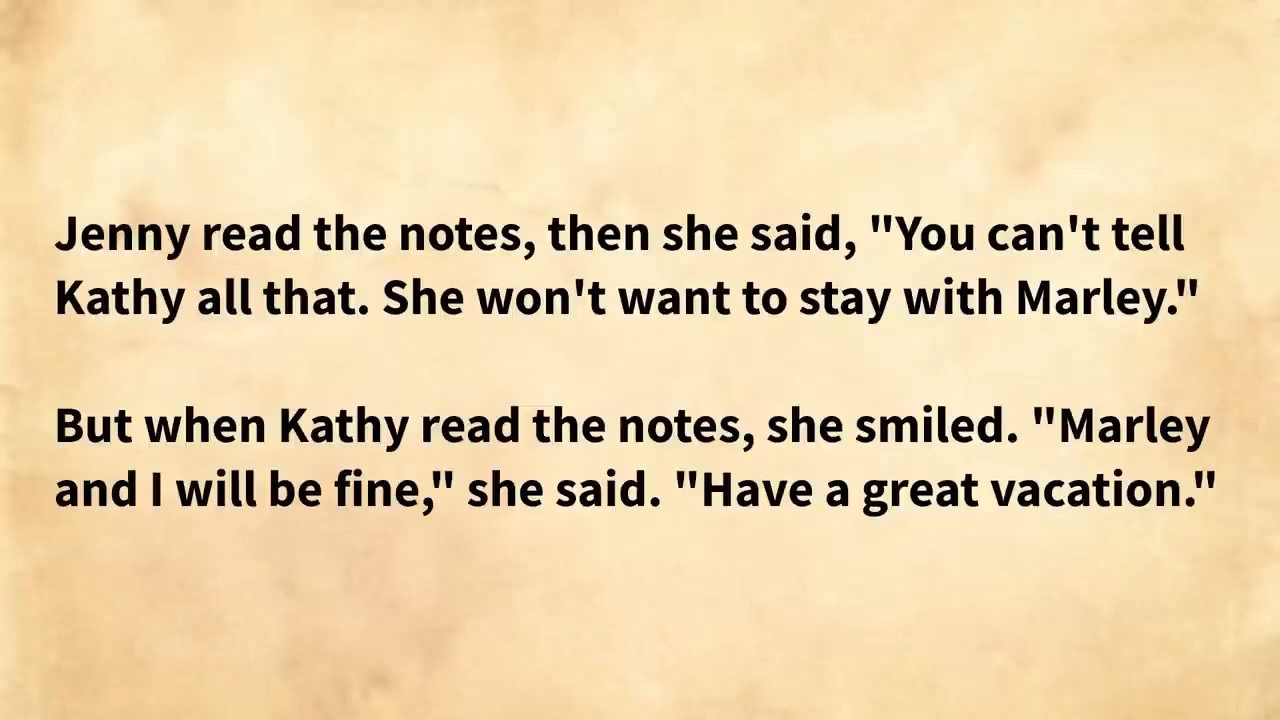 Jenny read the notes, then she said, "You can't tell
Kathy all that. She won't want to stay with Marley."
But when Kathy read the notes, she smiled. "Marley
and I will be fine," she said. "Have a great vacation."